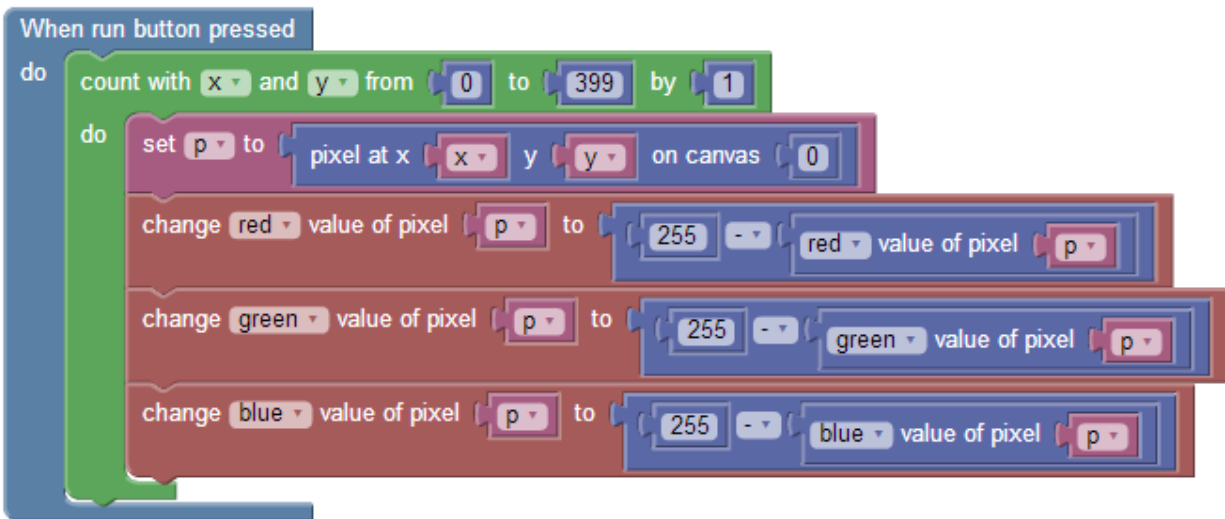 When run button pressed
do
count with x and y from 0 to 399 by 1
do
set p to pixel at x x y y on canvas 0
change red value of pixel p to 255 - red value of pixel p
change green value of pixel p to 255 - green value of pixel p
change blue value of pixel p to 255 - blue value of pixel p